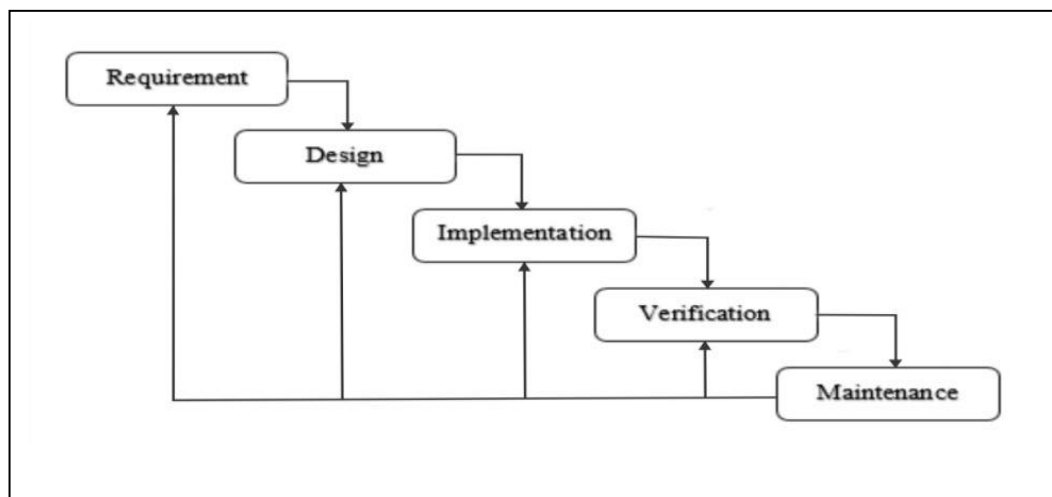 Requirement
Design
Implementation
Verification
Maintenance